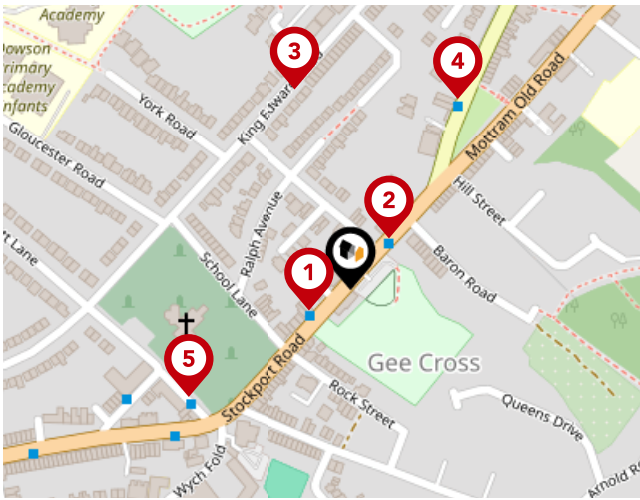 Academy
Dowson
Primary
Academy
Infants
3
4
York Road
King Edwar
Mottram Old Road
Gloucester Road
Hill Street
2
Ralph Avenue
rt Lane
School Lane
Baron Road
1
Gee Cross
5
Stockport Road
Rock Street
Queens Drive
Wych Fold
Arnold Ro